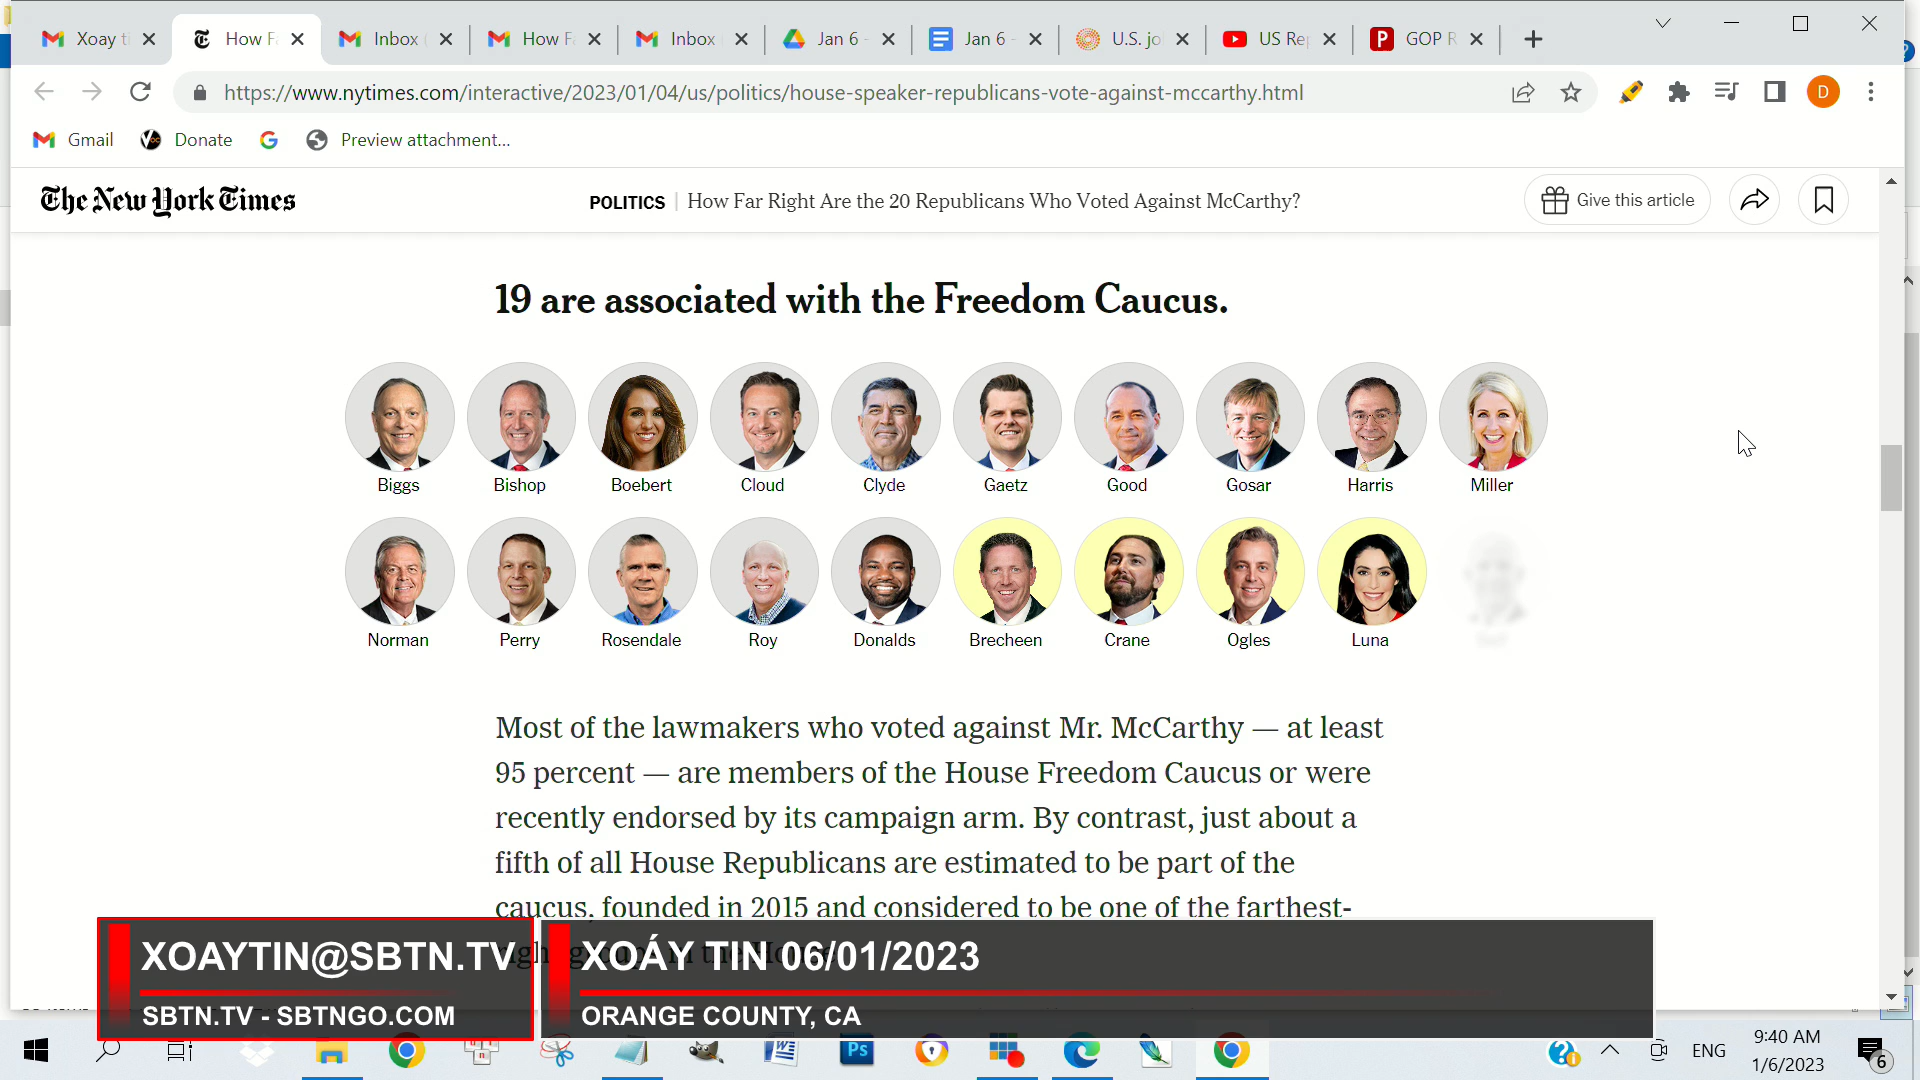 Xoay ti
How F
Inbox
How Fa
Inbox
Jan 6 -
Jan 6 -
U.S. jo
US Rep
GOP R
https://www.nytimes.com/interactive/2023/01/04/us/politics/house-speaker-republicans-vote-against-mccarthy.html
D
Gmail
Donate
Preview attachment...
The New York Times
POLITICS
How Far Right Are the 20 Republicans Who Voted Against McCarthy?
Give this article
19 are associated with the Freedom Caucus.
Biggs
Bishop
Boebert
Cloud
Clyde
Gaetz
Good
Gosar
Harris
Miller
Norman
Perry
Rosendale
Roy
Donalds
Brecheen
Crane
Ogles
Luna
Most of the lawmakers who voted against Mr. McCarthy — at least
95 percent — are members of the House Freedom Caucus or were
recently endorsed by its campaign arm. By contrast, just about a
fifth of all House Republicans are estimated to be part of the
caucus, founded in 2015 and considered to be one of the farthest-
XOAYTIN@SBTN.TV
SBTN.TV - SBTNGO.COM
XOÁY TIN 06/01/2023
ORANGE COUNTY, CA
Ps
ENG
9:40 AM
1/6/2023
6